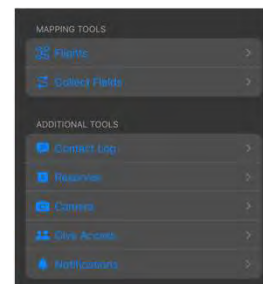 MAPPING TOOLS
Flights
Collect Fields
ADDITIONAL TOOLS
Contact Log
Reserves
Camera
Give Access
Notifications